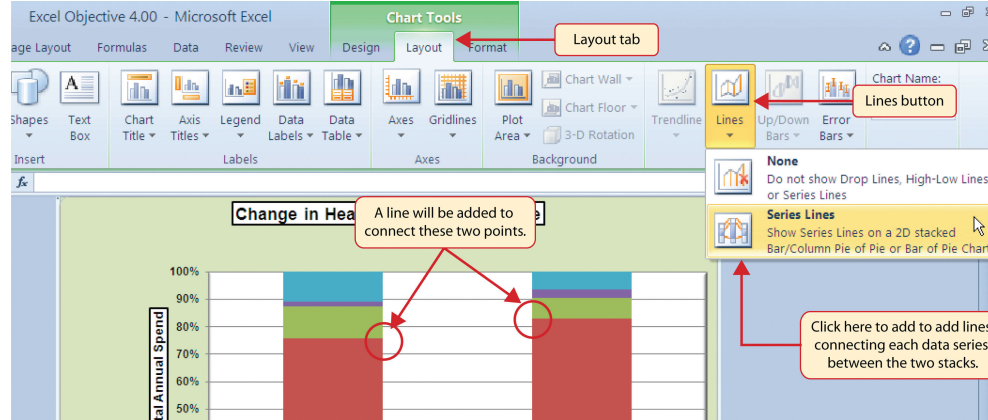 Excel Objective 4.00 - Microsoft Excel
Chart Tools
age Layout Formulas Data Review View Design Layout Format
Layout tab
Shapes Text Box Chart Title Axis Titles Legend Data Labels Data Table Axes Gridlines Plot Area
Chart Wall
Chart Floor
3-D Rotation
Trendline Lines Up/Down Bars Error Bars
Chart Name:
Lines button
Insert Labels Axes Background
None
Do not show Drop Lines, High-Low Lines
or Series Lines
Series Lines
Show Series Lines on a 2D stacked
Bar/Column Pie of Pie or Bar of Pie Chart
fx
Change in Hea
A line will be added to
connect these two points.
100%
90%
80%
70%
60%
50%
tal Annual Spend
Click here to add to add lines
connecting each data series
between the two stacks.